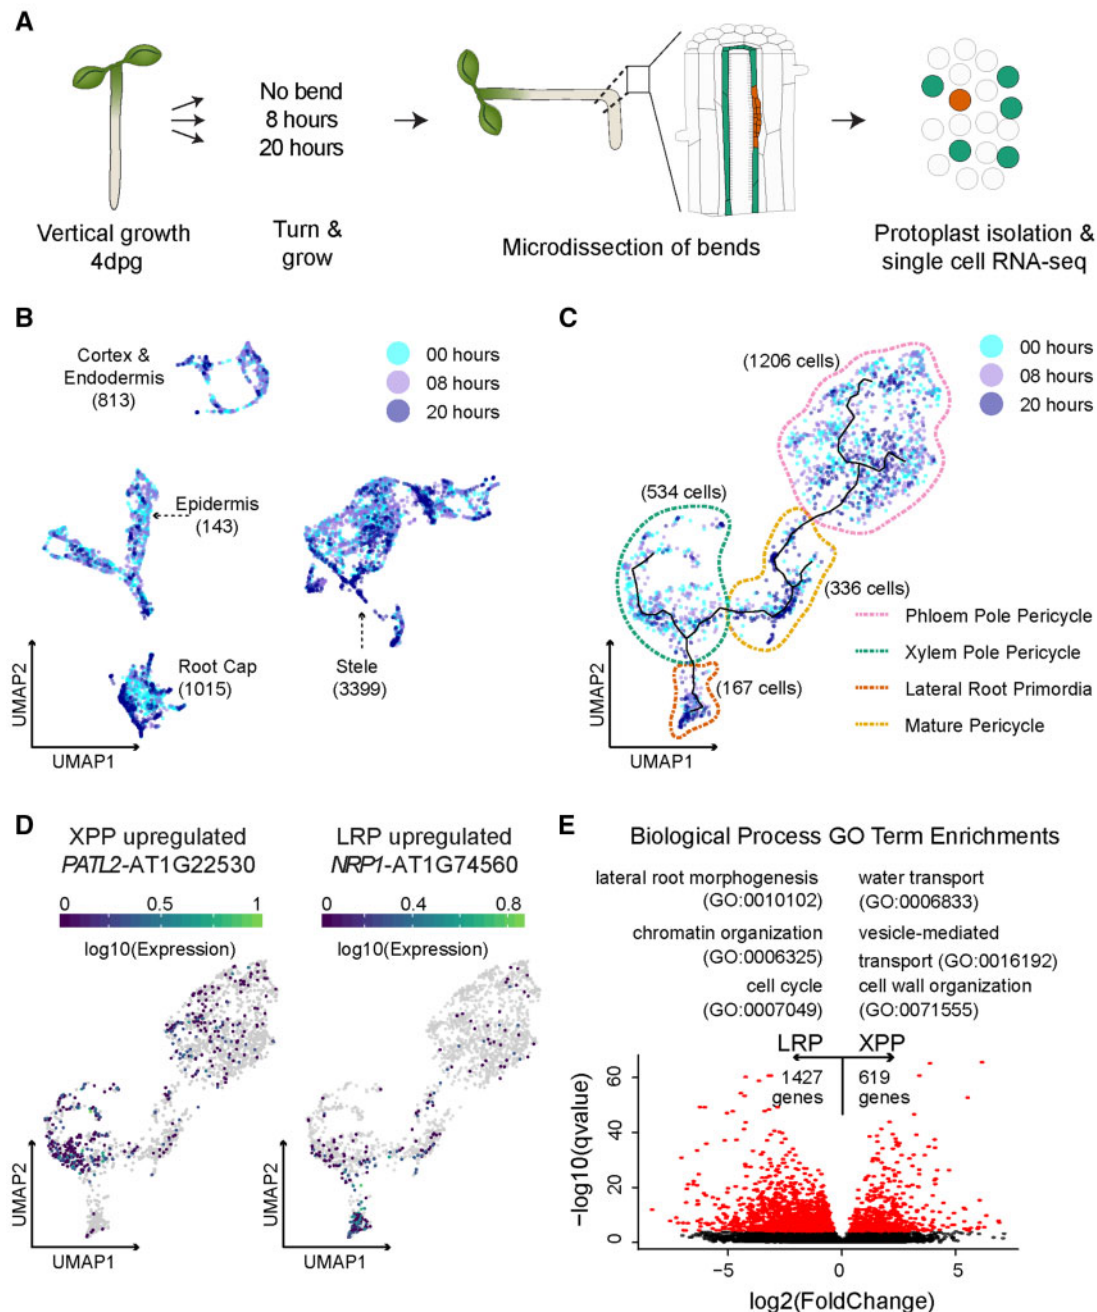 A
No bend
8 hours
20 hours
Vertical growth
4dpg
Turn &
grow
Microdissection of bends
Protoplast isolation &
single cell RNA-seq
B
Cortex &
Endodermis
(813)
00 hours
08 hours
20 hours
Epidermis
(143)
Root Cap
(1015)
Stele
(3399)
UMAP2
UMAP1
C
(1206 cells)
00 hours
08 hours
20 hours
(534 cells)
(336 cells)
(167 cells)
Phloem Pole Pericycle
Xylem Pole Pericycle
Lateral Root Primordia
Mature Pericycle
UMAP2
UMAP1
D
XPP upregulated
PATL2-AT1G22530
0 0.5 1
log10(Expression)
LRP upregulated
NRP1-AT1G74560
0 0.4 0.8
log10(Expression)
UMAP2
UMAP1
UMAP2
UMAP1
E
Biological Process GO Term Enrichments
lateral root morphogenesis
(GO:0010102)
chromatin organization
(GO:0006325)
cell cycle
(GO:0007049)
water transport
(GO:0006833)
vesicle-mediated
transport (GO:0016192)
cell wall organization
(GO:0071555)
LRP XPP
1427
genes
619
genes
−log10(qvalue)
60
40
20
0
−5 0 5
log2(FoldChange)